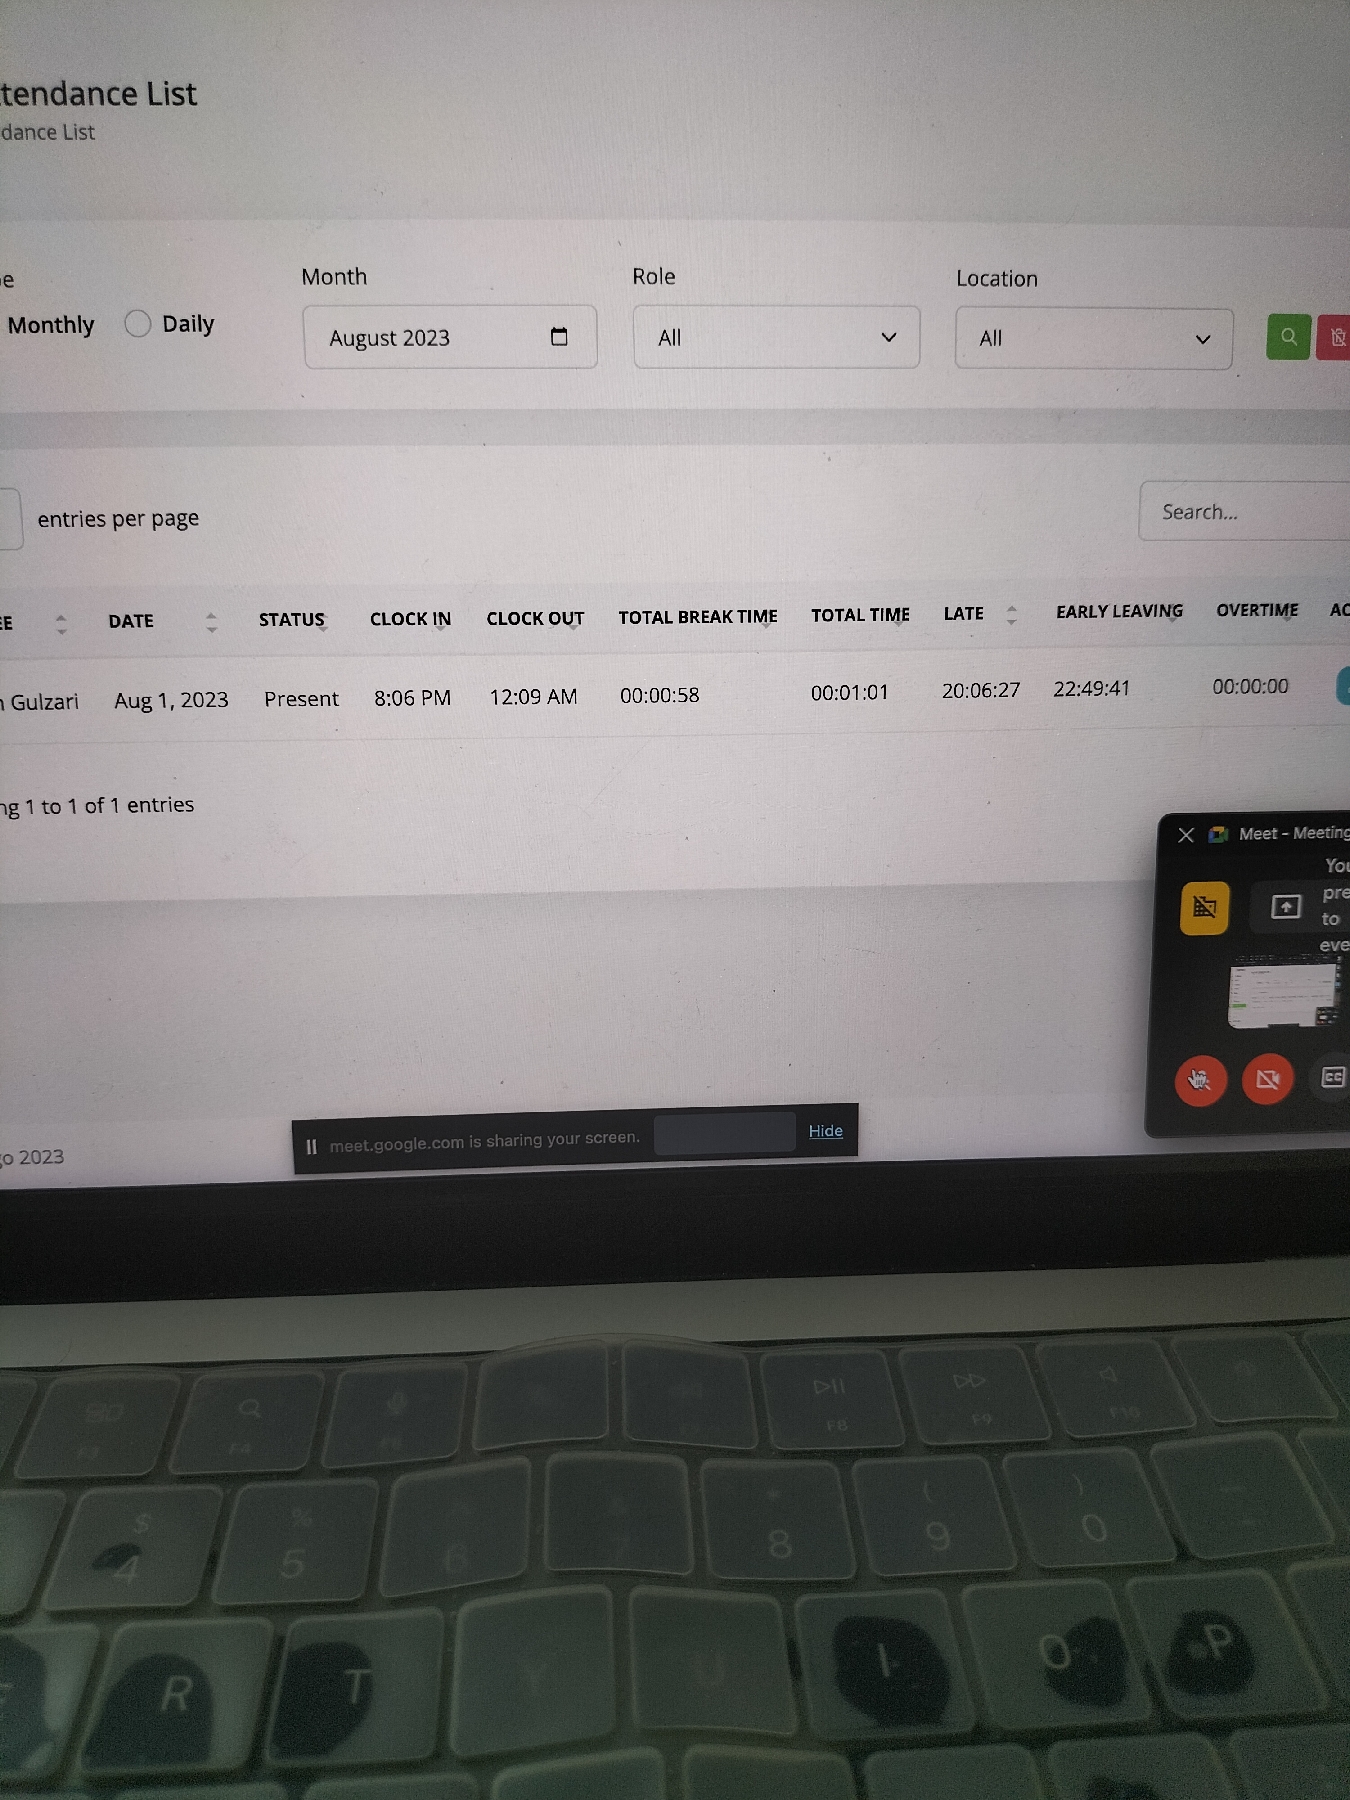 tendance List
dance List
e
Month
Role
Location
Monthly
Daily
August 2023
All
All
entries per page
Search...
EE
DATE
STATUS
CLOCK IN
CLOCK OUT
TOTAL BREAK TIME
TOTAL TIME
LATE
EARLY LEAVING
OVERTIME
AC
n Gulzari
Aug 1, 2023
Present
8:06 PM
12:09 AM
00:00:58
00:01:01
20:06:27
22:49:41
00:00:00
ng 1 to 1 of 1 entries
Meet - Meeting
You
pre
to
eve
CC
meet.google.com is sharing your screen.
Hide
go 2023
F4
F8
F9
F10
$
4
%
5
6
*
8
(
9
)
0
R
T
Y
U
I
O
P